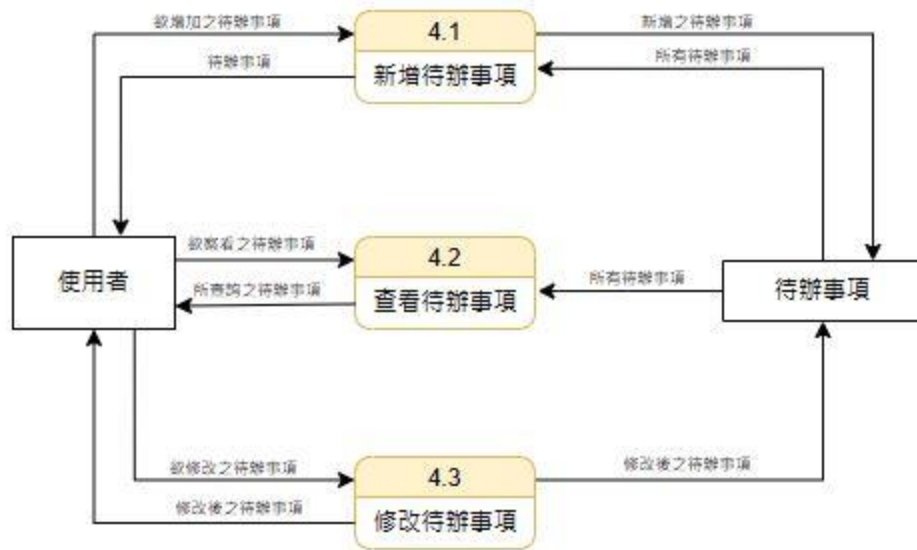 欲增加之待辦事項
4.1
新增之待辦事項
待辦事項
新增待辦事項
所有待辦事項
使用者
欲察看之待辦事項
4.2
所查詢之待辦事項
查看待辦事項
所有待辦事項
待辦事項
欲修改之待辦事項
4.3
修改後之待辦事項
修改後之待辦事項
修改待辦事項